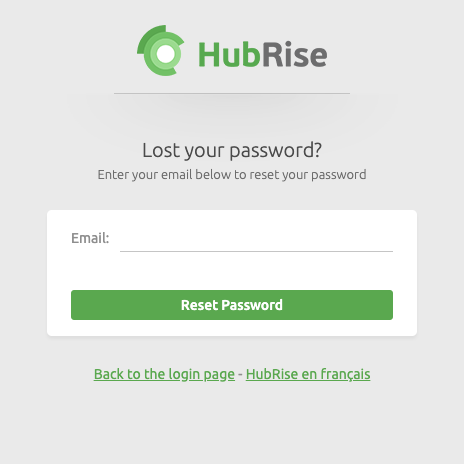 HubRise
Lost your password?
Enter your email below to reset your password
Email:
Reset Password
Back to the login page - HubRise en français